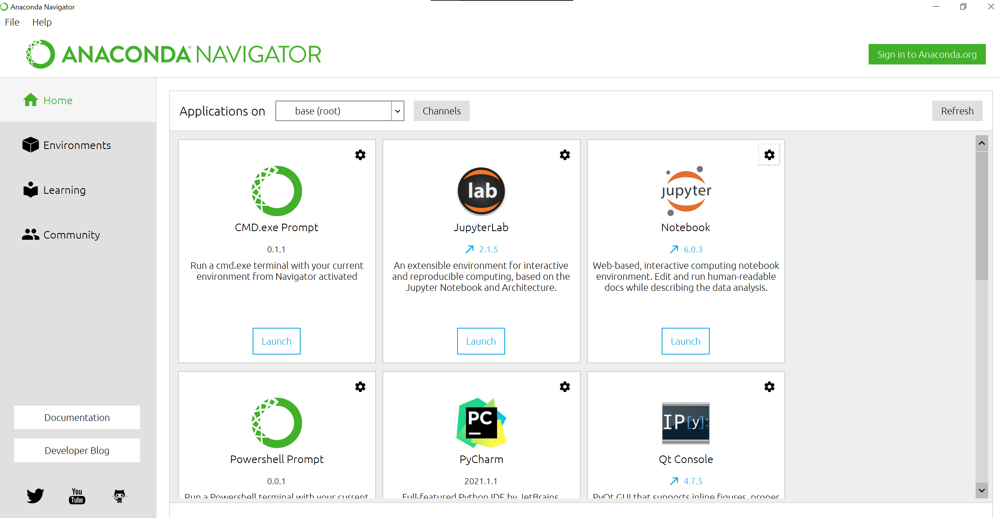 Anaconda Navigator
File Help
ANACONDA® NAVIGATOR
Sign in to Anaconda.org
Home
Environments
Learning
Community
Documentation
Developer Blog
You
Tube
Applications on base (root) Channels Refresh
CMD.exe Prompt
0.1.1
Run a cmd.exe terminal with your current
environment from Navigator activated
Launch
lab
JupyterLab
2.1.5
An extensible environment for interactive
and reproducible computing, based on the
Jupyter Notebook and Architecture.
Launch
jupyter
Notebook
6.0.3
Web-based, interactive computing notebook
environment. Edit and run human-readable
docs while describing the data analysis.
Launch
Powershell Prompt
0.0.1
Run a Powershell terminal with your current
PC
PyCharm
2021.1.1
Full-featured Python IDE by JetBrains.
IP[y]:
Qt Console
4.7.5
PyQt GUI that supports inline figures, proper